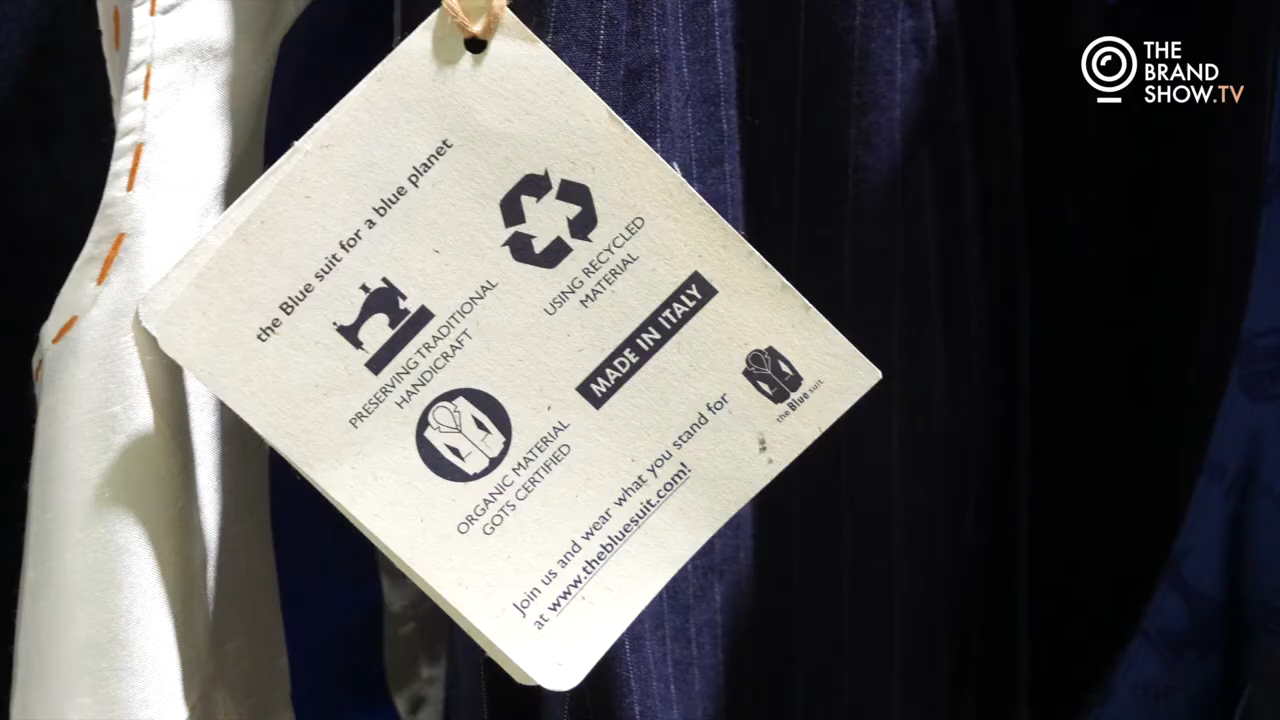 THE
BRAND
SHOW.TV
the Blue suit for a blue planet
PRESERVING TRADITIONAL
HANDICRAFT
USING RECYCLED
MATERIAL
ORGANIC MATERIAL
GOTS CERTIFIED
MADE IN ITALY
the Blue suit
Join us and wear what you stand for
at www.thebluesuit.com!